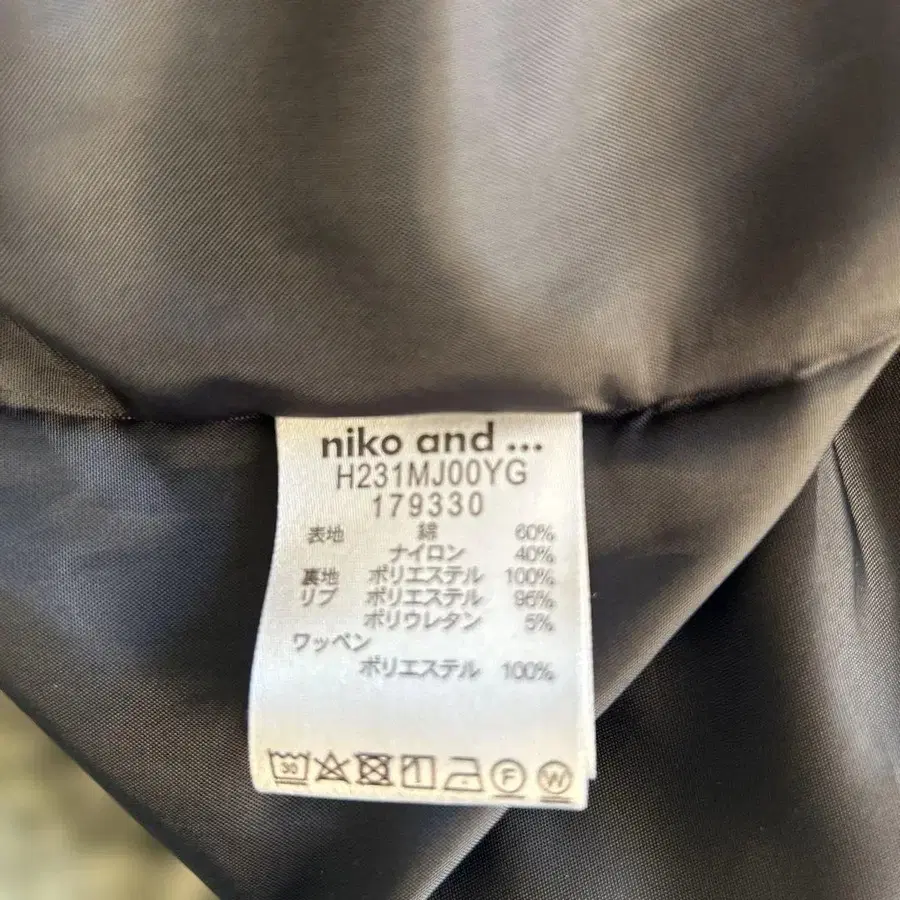 niko and ...
H231MJ00YG
179330
表地 綿 60%
ナイロン 40%
裏地 ポリエステル 100%
リブ ポリエステル 95%
ポリウレタン 5%
ワッペン
ポリエステル 100%
30 F W